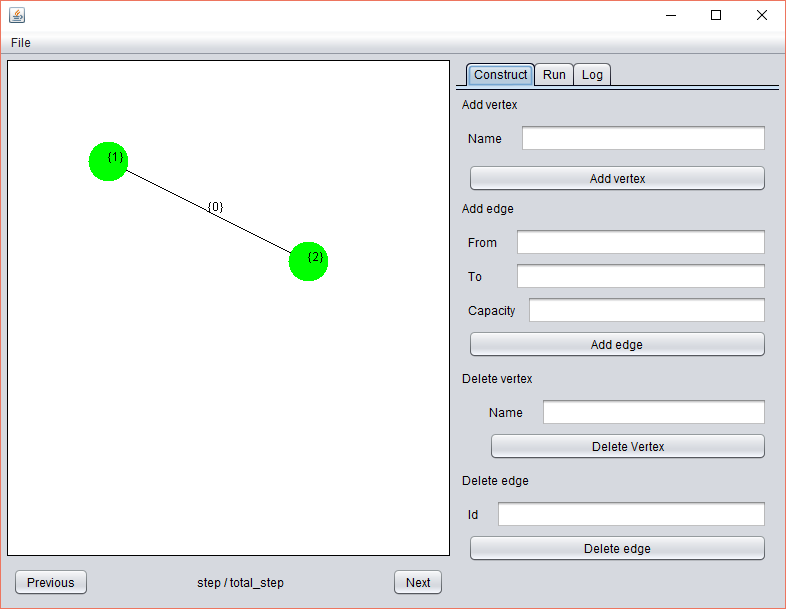 File
{1}
{0}
{2}
Previous
step / total_step
Next
Construct Run Log
Add vertex
Name
Add vertex
Add edge
From
To
Capacity
Add edge
Delete vertex
Name
Delete Vertex
Delete edge
Id
Delete edge